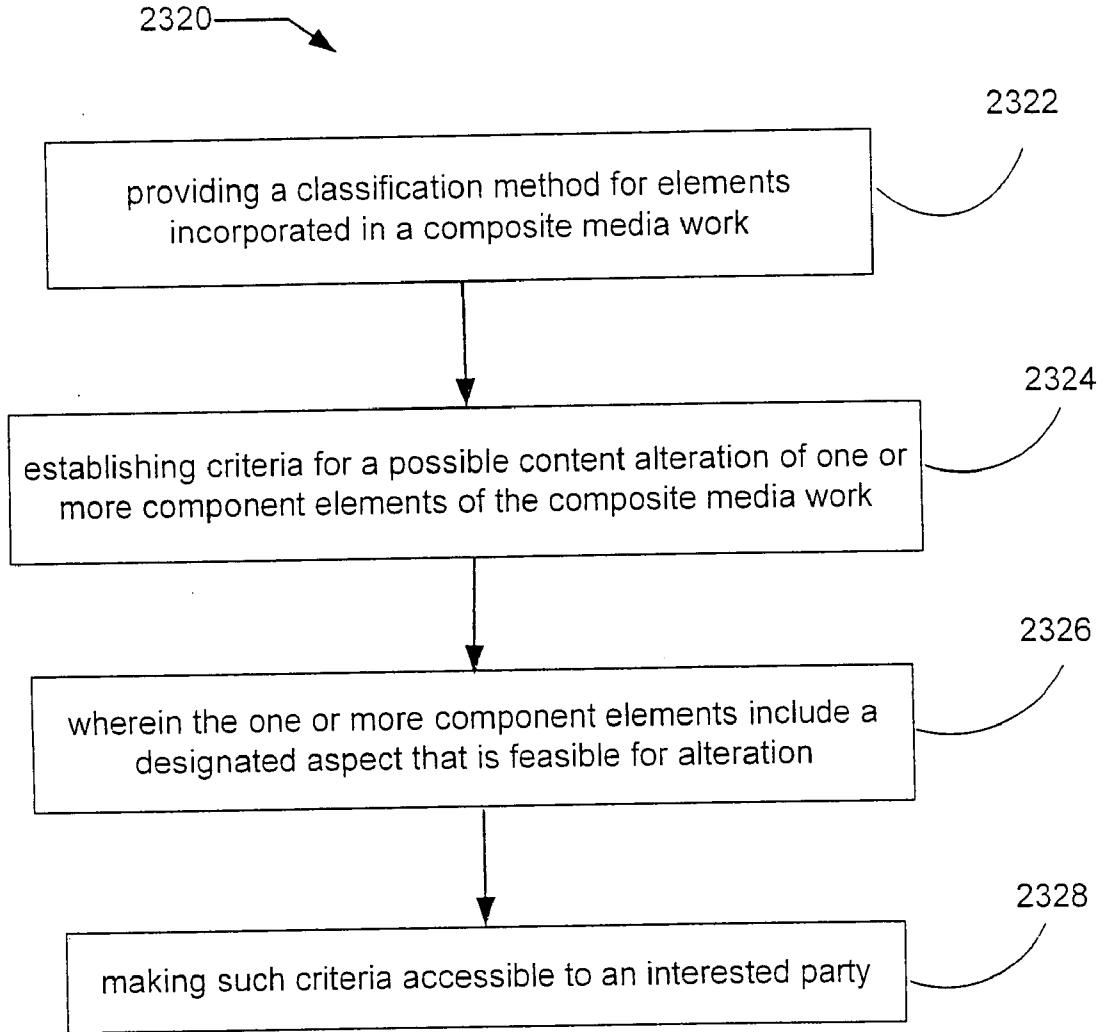 2320
2322
providing a classification method for elements
incorporated in a composite media work
2324
establishing criteria for a possible content alteration of one or
more component elements of the composite media work
2326
wherein the one or more component elements include a
designated aspect that is feasible for alteration
2328
making such criteria accessible to an interested party